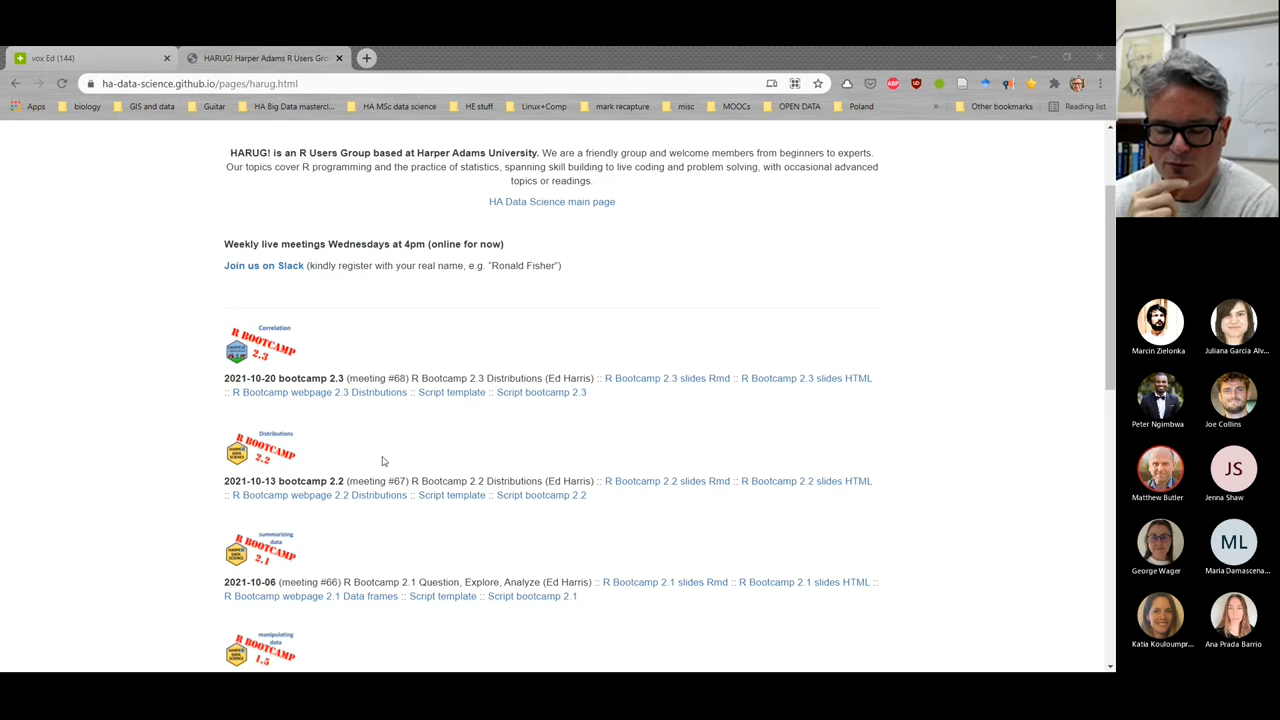 vox Ed (144)
HARUG! Harper Adams R Users Gro
ha-data-science.github.io/pages/harug.html
Apps
biology
GIS and data
Guitar
HA Big Data mastercl...
HA MSc data science
HE stuff
Linux+Comp
mark recapture
misc
MOOCs
OPEN DATA
Poland
»
Other bookmarks
Reading list
HARUG! is an R Users Group based at Harper Adams University. We are a friendly group and welcome members from beginners to experts.
Our topics cover R programming and the practice of statistics, spanning skill building to live coding and problem solving, with occasional advanced
topics or readings.
HA Data Science main page
Weekly live meetings Wednesdays at 4pm (online for now)
Join us on Slack (kindly register with your real name, e.g. “Ronald Fisher”)
Correlation
R BOOTCAMP
2.3
2021-10-20 bootcamp 2.3 (meeting #68) R Bootcamp 2.3 Distributions (Ed Harris) :: R Bootcamp 2.3 slides Rmd :: R Bootcamp 2.3 slides HTML
:: R Bootcamp webpage 2.3 Distributions :: Script template :: Script bootcamp 2.3
Distributions
R BOOTCAMP
2.2
2021-10-13 bootcamp 2.2 (meeting #67) R Bootcamp 2.2 Distributions (Ed Harris) :: R Bootcamp 2.2 slides Rmd :: R Bootcamp 2.2 slides HTML
:: R Bootcamp webpage 2.2 Distributions :: Script template :: Script bootcamp 2.2
summarizing
data
R BOOTCAMP
2.1
2021-10-06 (meeting #66) R Bootcamp 2.1 Question, Explore, Analyze (Ed Harris) :: R Bootcamp 2.1 slides Rmd :: R Bootcamp 2.1 slides HTML ::
R Bootcamp webpage 2.1 Data frames :: Script template :: Script bootcamp 2.1
manipulating
data
R BOOTCAMP
1.5
Marcin Zielonka
Juliana Garcia Alv...
Peter Ngimbwa
Joe Collins
JS
Matthew Butler
Jenna Shaw
ML
George Wager
Maria Damascena...
Katia Kouloumpr...
Ana Prada Barrio